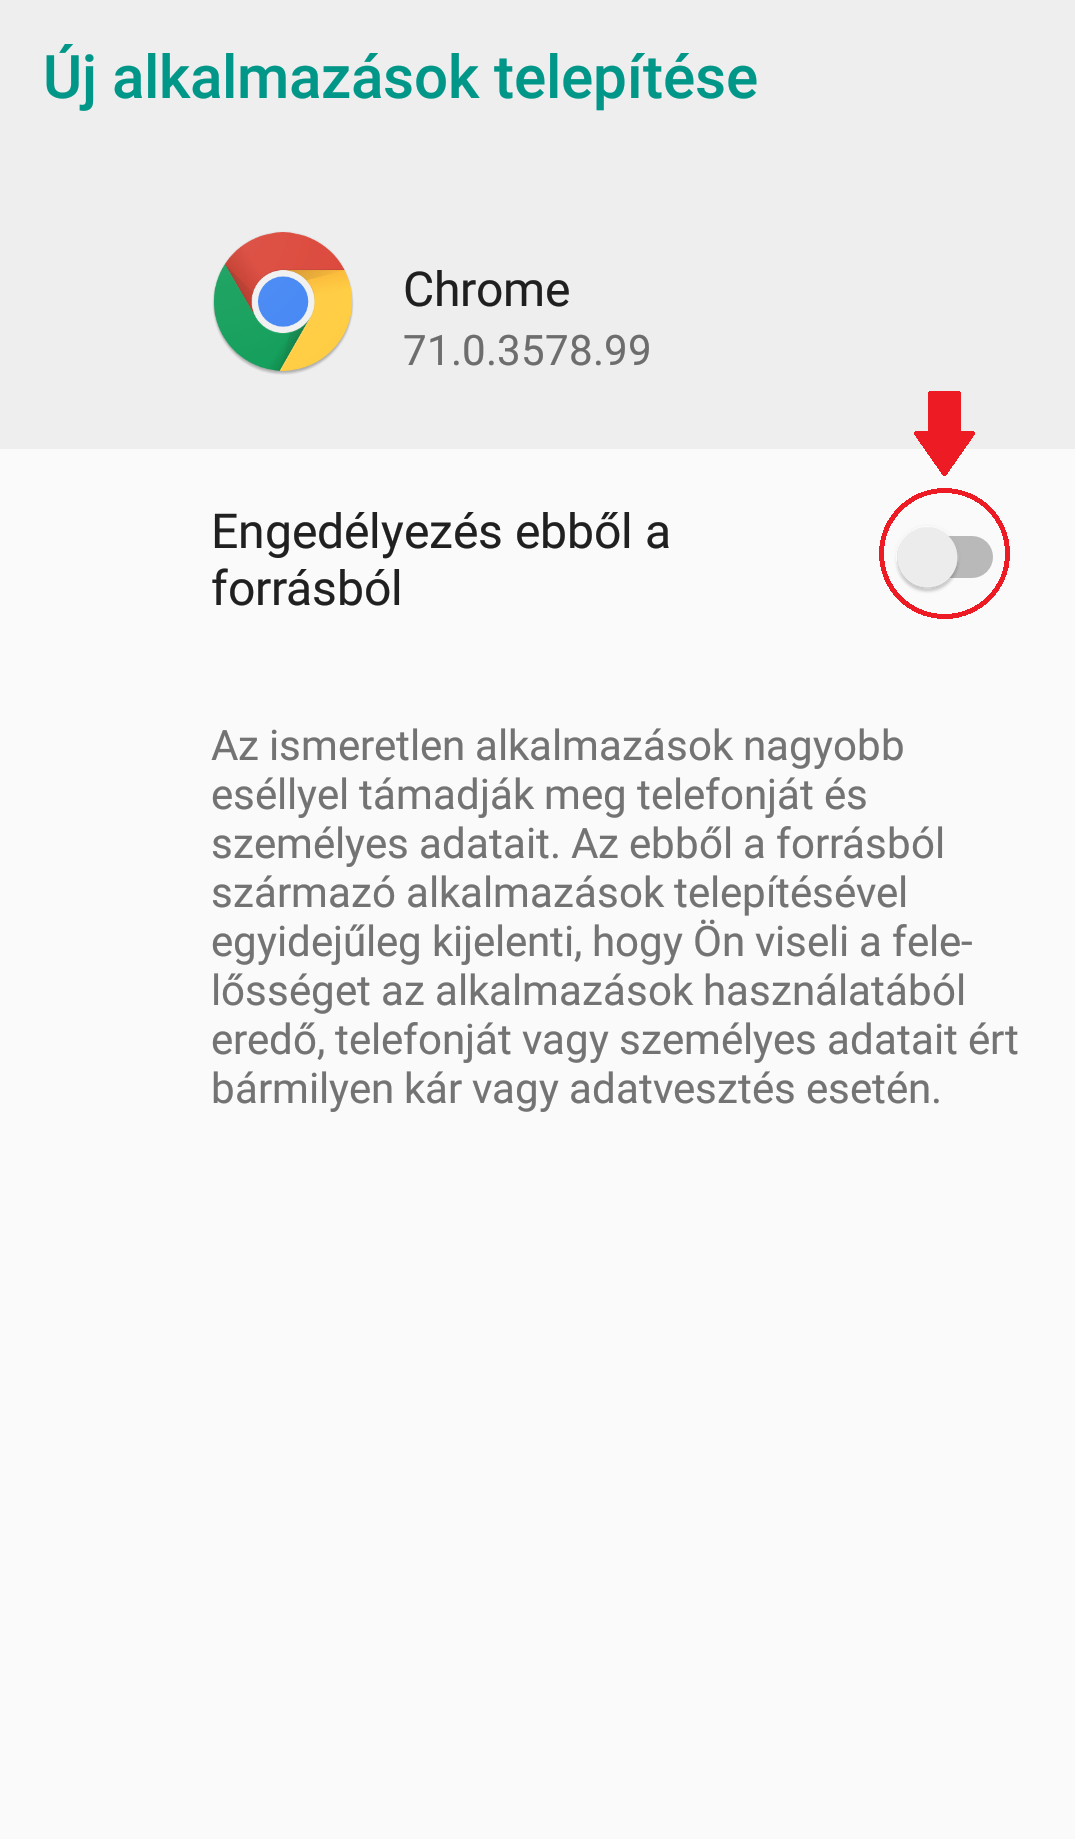 Új alkalmazások telepítése
Chrome
71.0.3578.99
Engedélyezés ebből a
forrásból
Az ismeretlen alkalmazások nagyobb
eséllyel támadják meg telefonját és
személyes adatait. Az ebből a forrásból
származó alkalmazások telepítésével
egyidejűleg kijelenti, hogy Ön viseli a fele-
lősséget az alkalmazások használatából
eredő, telefonját vagy személyes adatait ért
bármilyen kár vagy adatvesztés esetén.